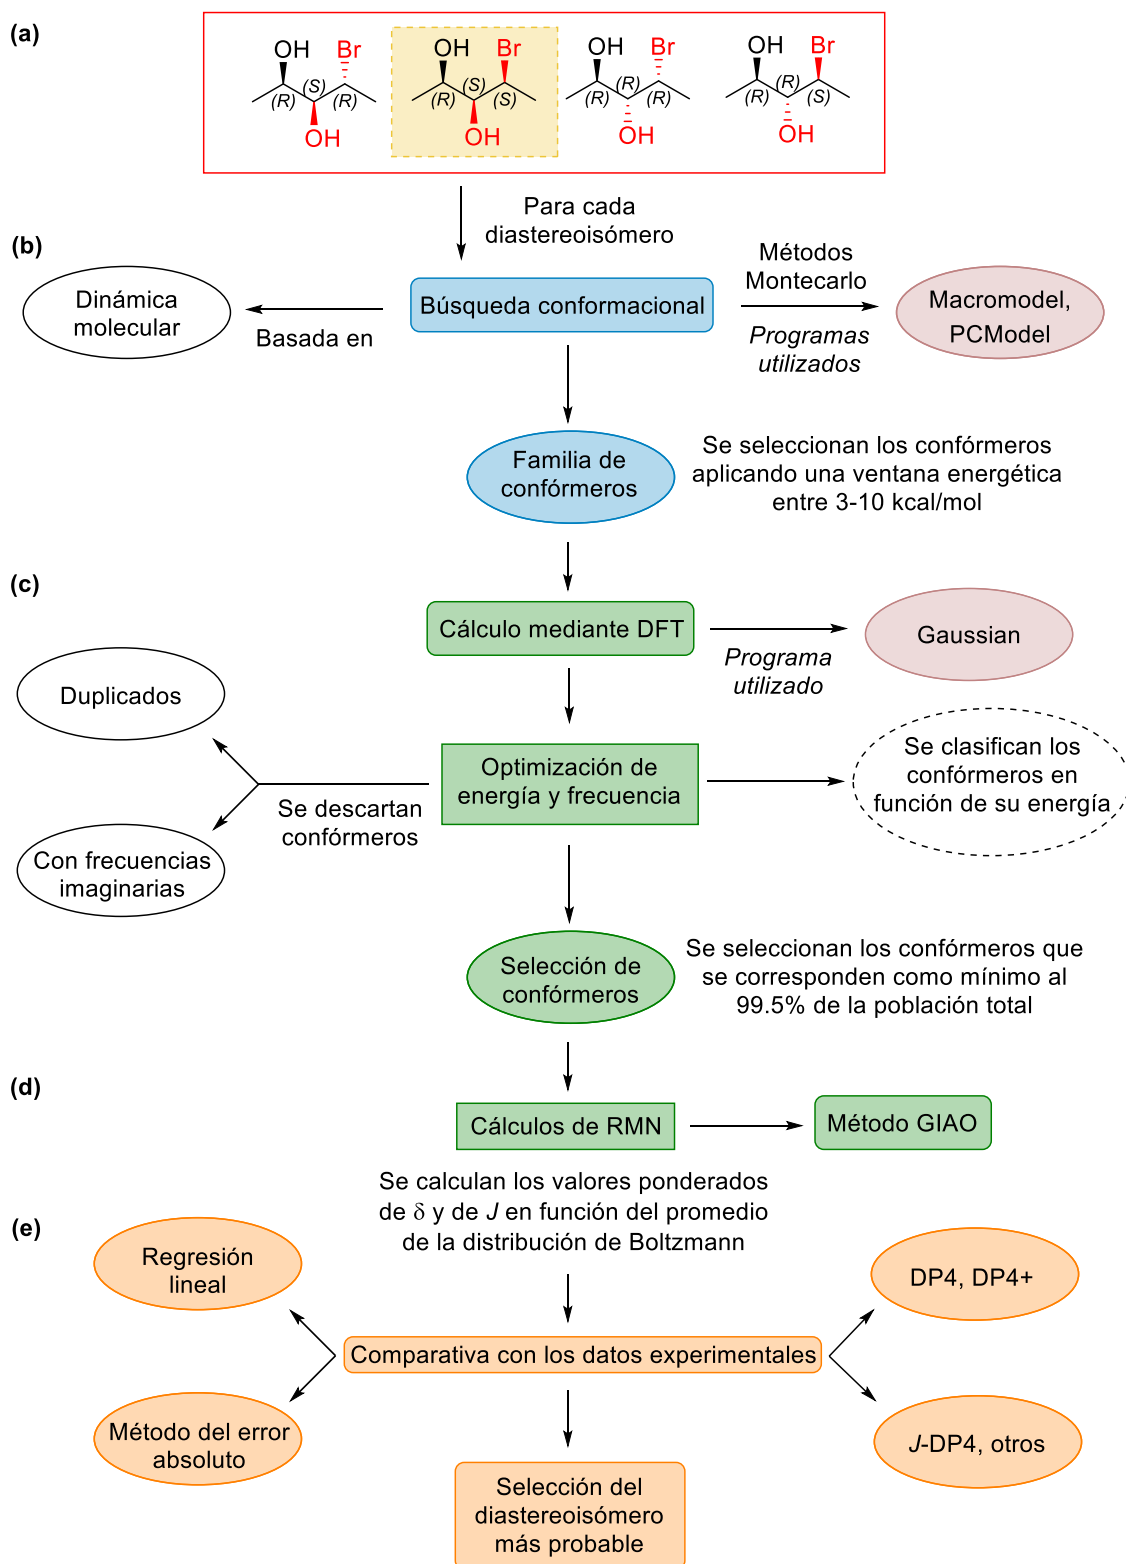 (a)
OH Br
(S)
(R) (R)
OH
OH Br
(S)
(R) (S)
OH
OH Br
(R)
(R) (R)
OH
OH Br
(R)
(R) (S)
OH
Para cada
diastereoisómero
(b)
Dinámica
molecular
Basada en
Búsqueda conformacional
Métodos
Montecarlo
Programas
utilizados
Macromodel,
PCModel
Familia de
confórmeros
Se seleccionan los confórmeros
aplicando una ventana energética
entre 3-10 kcal/mol
(c)
Cálculo mediante DFT
Programa
utilizado
Gaussian
Duplicados
Con frecuencias
imaginarias
Se descartan
confórmeros
Optimización de
energía y frecuencia
Se clasifican los
confórmeros en
función de su energía
Selección de
confórmeros
Se seleccionan los confórmeros que
se corresponden como mínimo al
99.5% de la población total
(d)
Cálculos de RMN
Método GIAO
Se calculan los valores ponderados
de δ y de J en función del promedio
de la distribución de Boltzmann
(e)
Regresión
lineal
DP4, DP4+
Comparativa con los datos experimentales
Método del error
absoluto
J-DP4, otros
Selección del
diastereoisómero
más probable